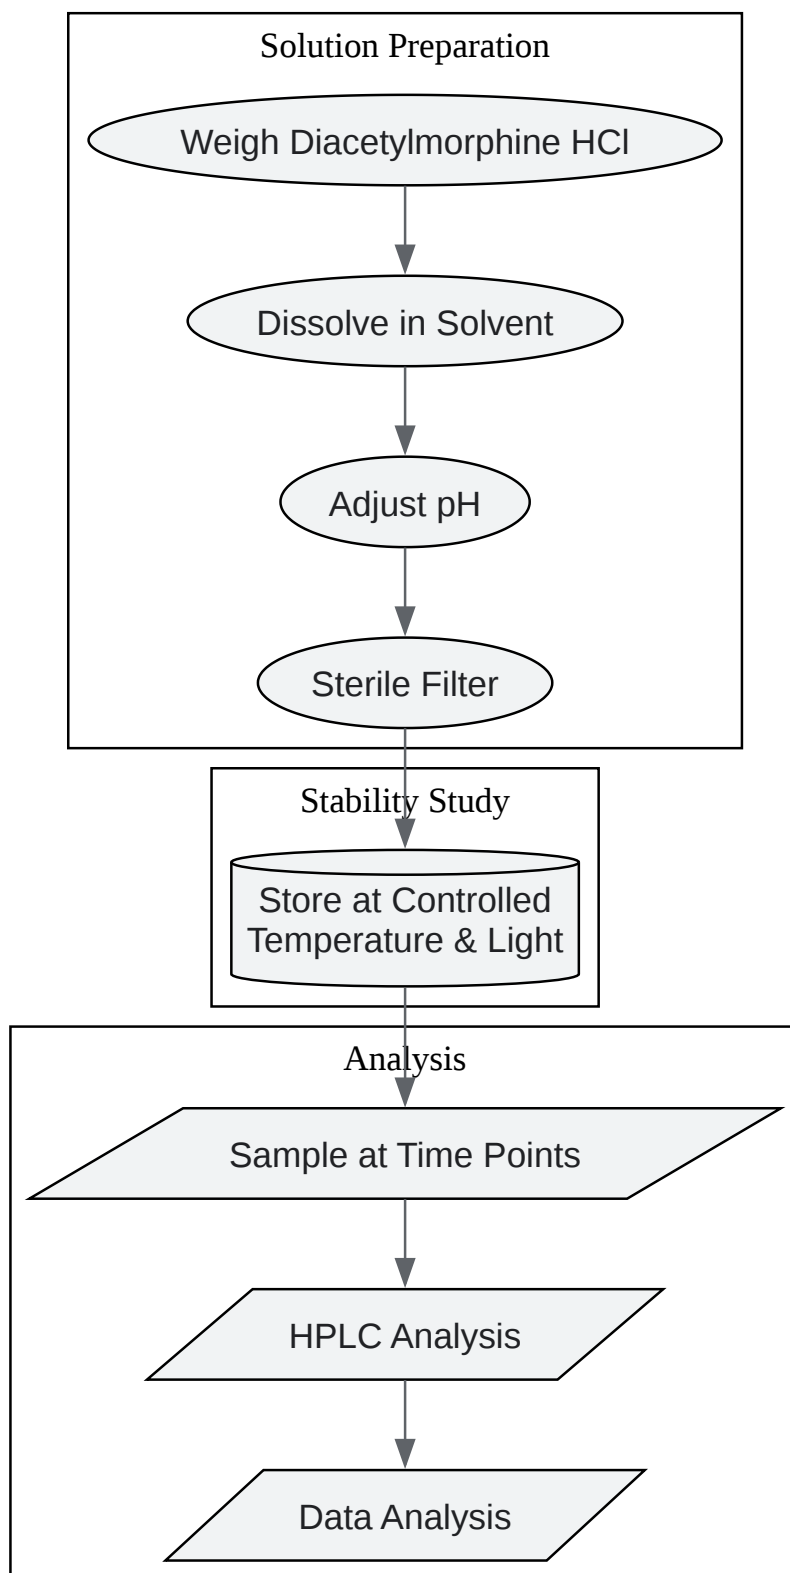 Solution Preparation
Weigh Diacetylmorphine HCl
Dissolve in Solvent
Adjust pH
Sterile Filter
Stability Study
Store at Controlled
Temperature & Light
Analysis
Sample at Time Points
HPLC Analysis
Data Analysis